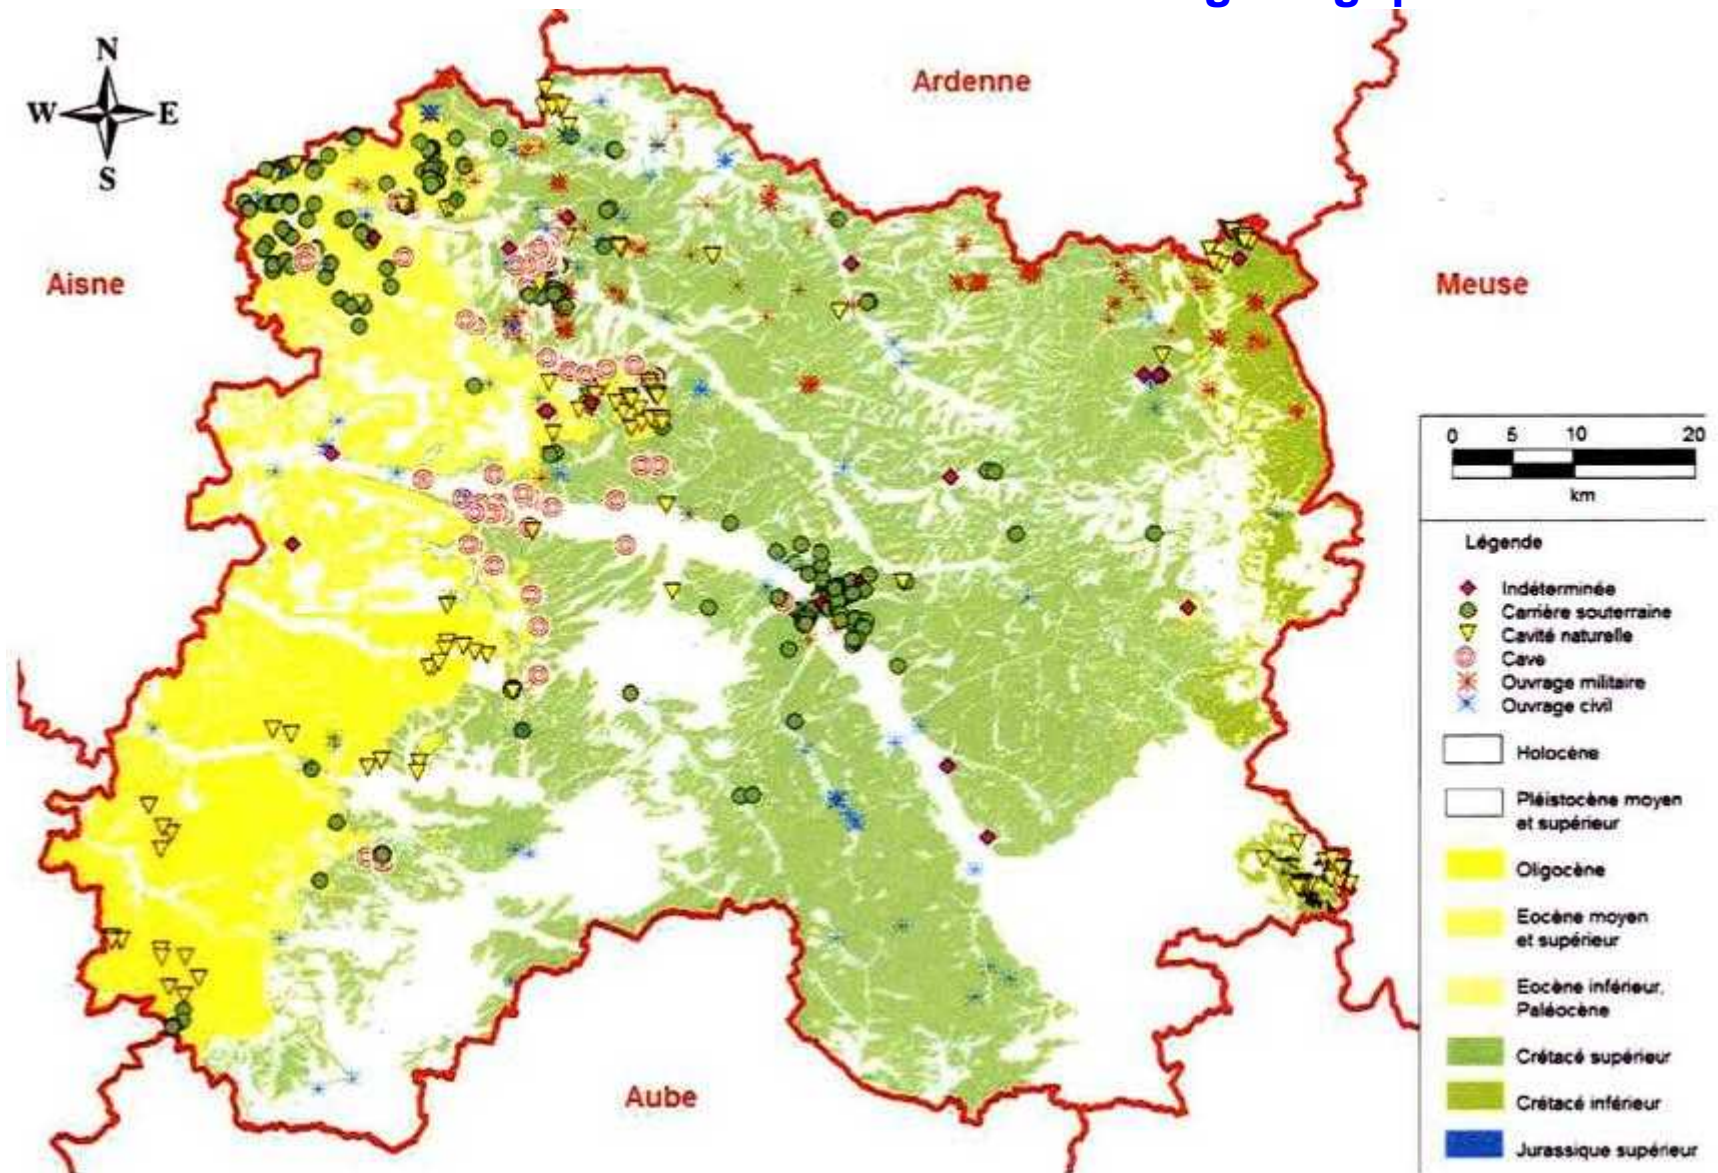 N
Ardenne
W E
S
Aisne
Meuse
0 5 10 20
km
Légende
Indéterminée
Carrière souterraine
Cavité naturelle
Cave
Ouvrage militaire
Ouvrage civil
Holocène
Pléistocène moyen
et supérieur
Oligocène
Eocène moyen
et supérieur
Eocène inférieur,
Paléocène
Aube
Crétacé supérieur
Crétacé inférieur
Jurassique supérieur